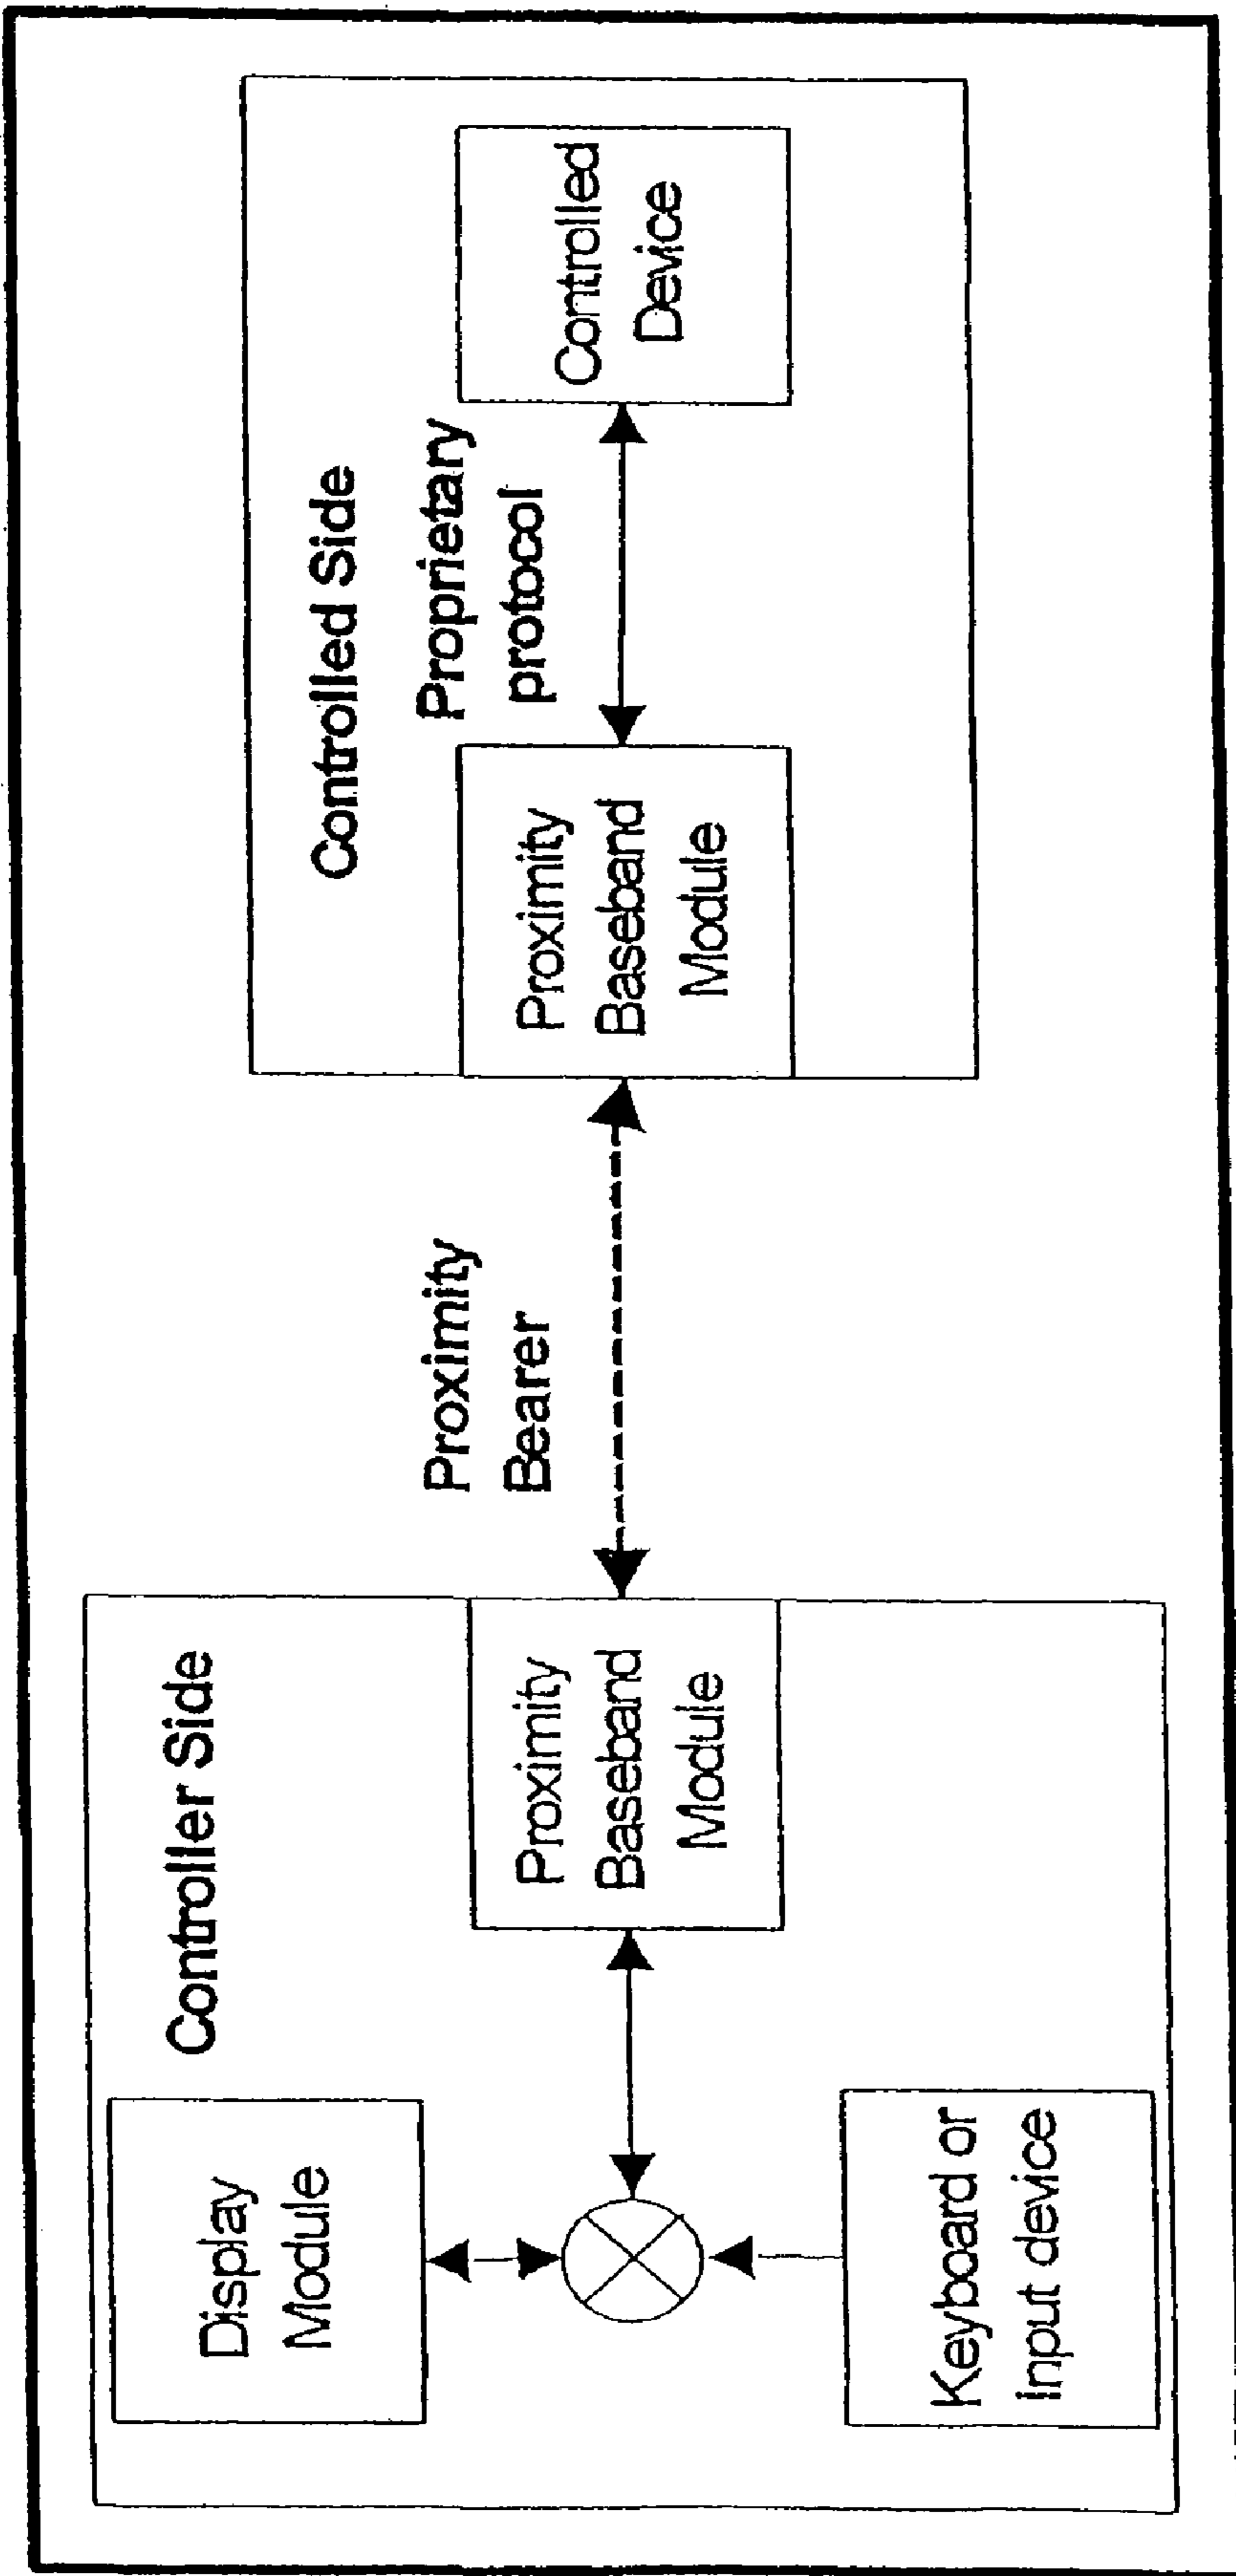 Controller Side
Display
Module
Keyboard or
Input device
Proximity
Baseband
Module
Proximity
Bearer
Controlled Side
Proximity
Baseband
Module
Proprietary
protocol
Controlled
Device